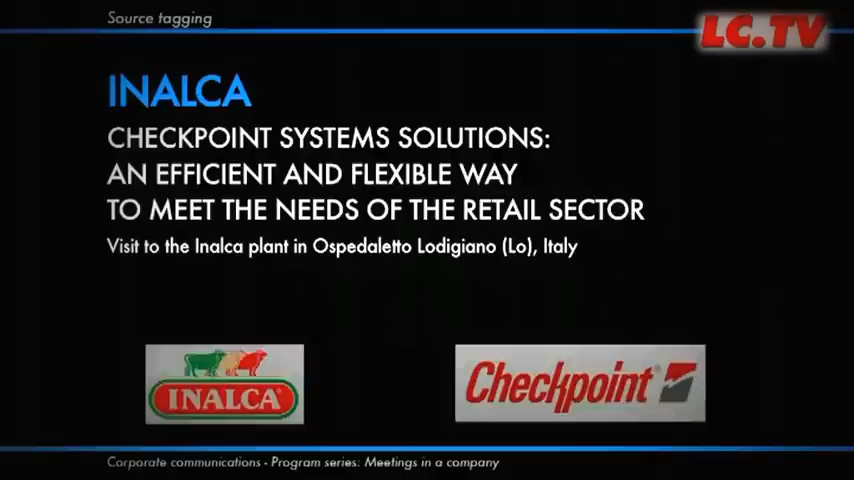 Source tagging
LC.TV
INALCA
CHECKPOINT SYSTEMS SOLUTIONS:
AN EFFICIENT AND FLEXIBLE WAY
TO MEET THE NEEDS OF THE RETAIL SECTOR
Visit to the Inalca plant in Ospedaletto Lodigiano (Lo), Italy
INALCA
Checkpoint
Corporate communications - Program series: Meetings in a company